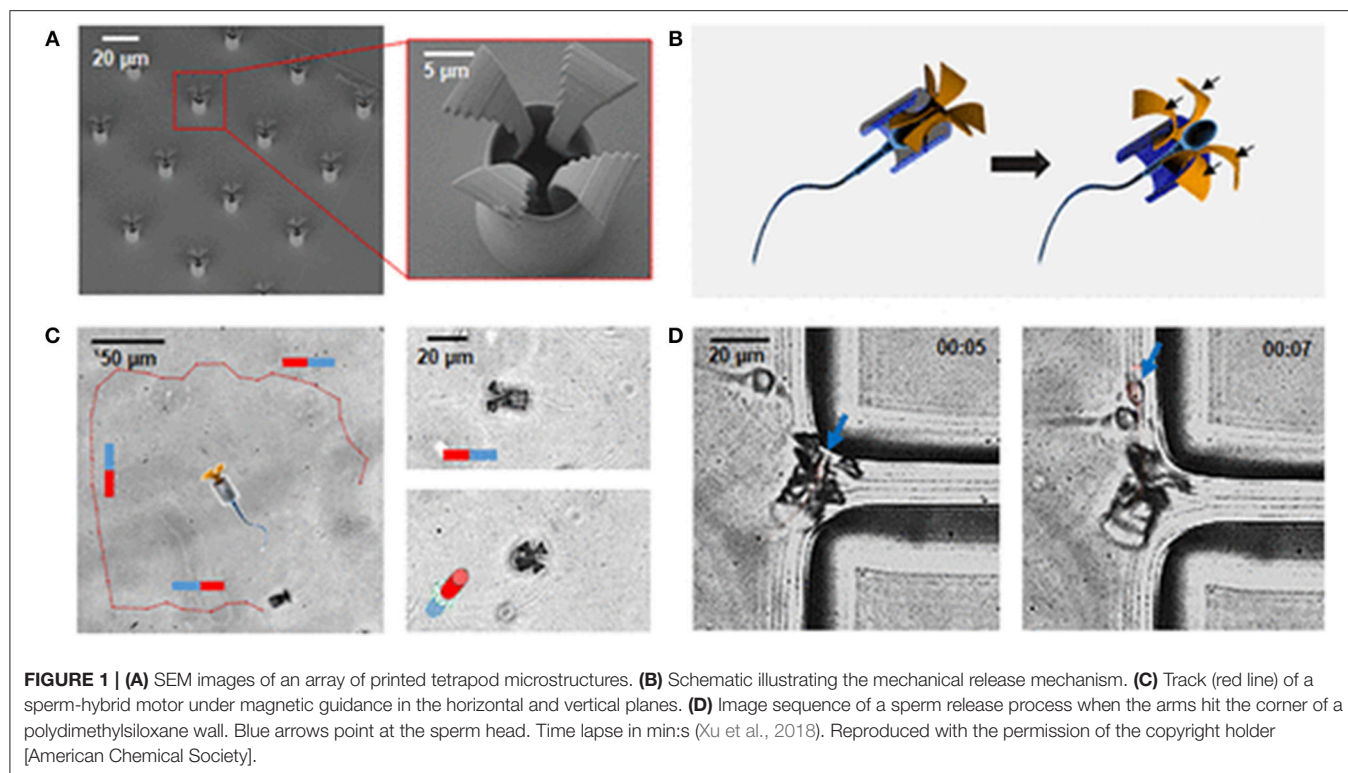 A
20 µm
5 µm
B
C
50 µm
20 µm
D
20 µm
00:05
00:07
FIGURE 1 | (A) SEM images of an array of printed tetrapod microstructures. (B) Schematic illustrating the mechanical release mechanism. (C) Track (red line) of a
sperm-hybrid motor under magnetic guidance in the horizontal and vertical planes. (D) Image sequence of a sperm release process when the arms hit the corner of a
polydimethylsiloxane wall. Blue arrows point at the sperm head. Time lapse in min:s (Xu et al., 2018). Reproduced with the permission of the copyright holder
[American Chemical Society].